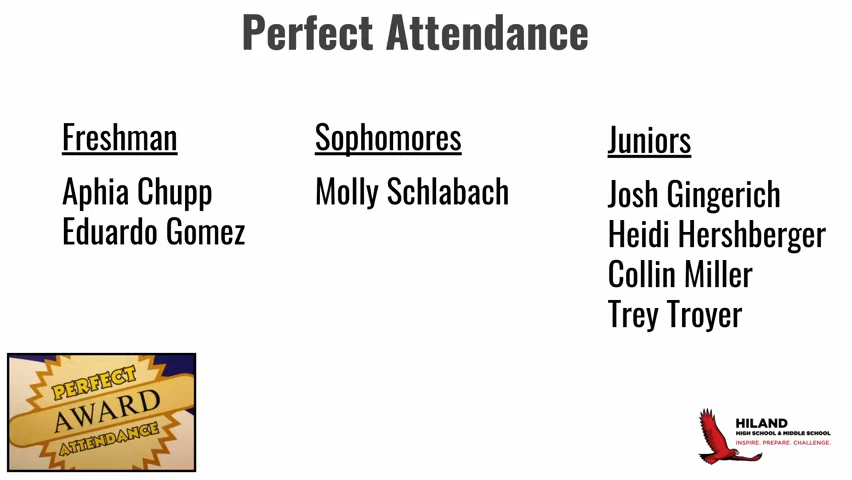 Perfect Attendance
Freshman
Aphia Chupp
Eduardo Gomez
Sophomores
Molly Schlabach
Juniors
Josh Gingerich
Heidi Hershberger
Collin Miller
Trey Troyer
PERFECT
AWARD
ATTENDANCE
HILAND
HIGH SCHOOL & MIDDLE SCHOOL
INSPIRE. PREPARE. CHALLENGE.